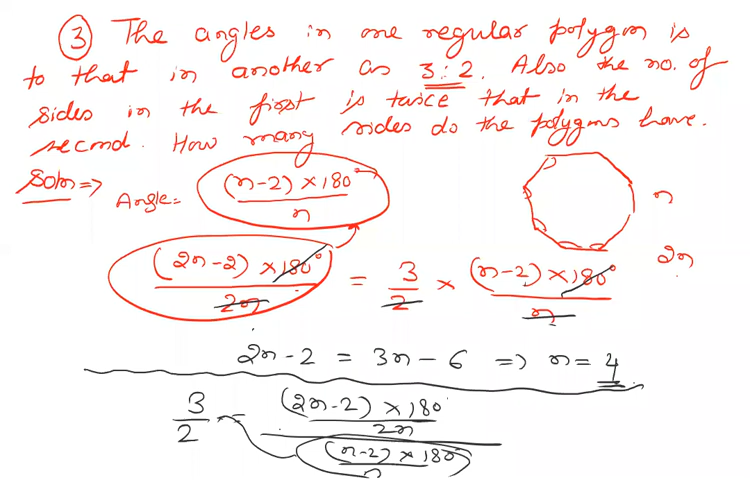 ③ The angles in one regular polygon is
to that in another as 3:2. Also the no. of
sides in the first is twice that in the
second. How many sides do the polygons have.
Soln => Angle = (n-2) × 180° / n
n
2n
(2n-2) × 180° / 2n = 3/2 × (n-2) × 180° / n
2n - 2 = 3n - 6 => n = 4
3/2 = (2n-2) × 180 / 2n / (n-2) × 180 / n